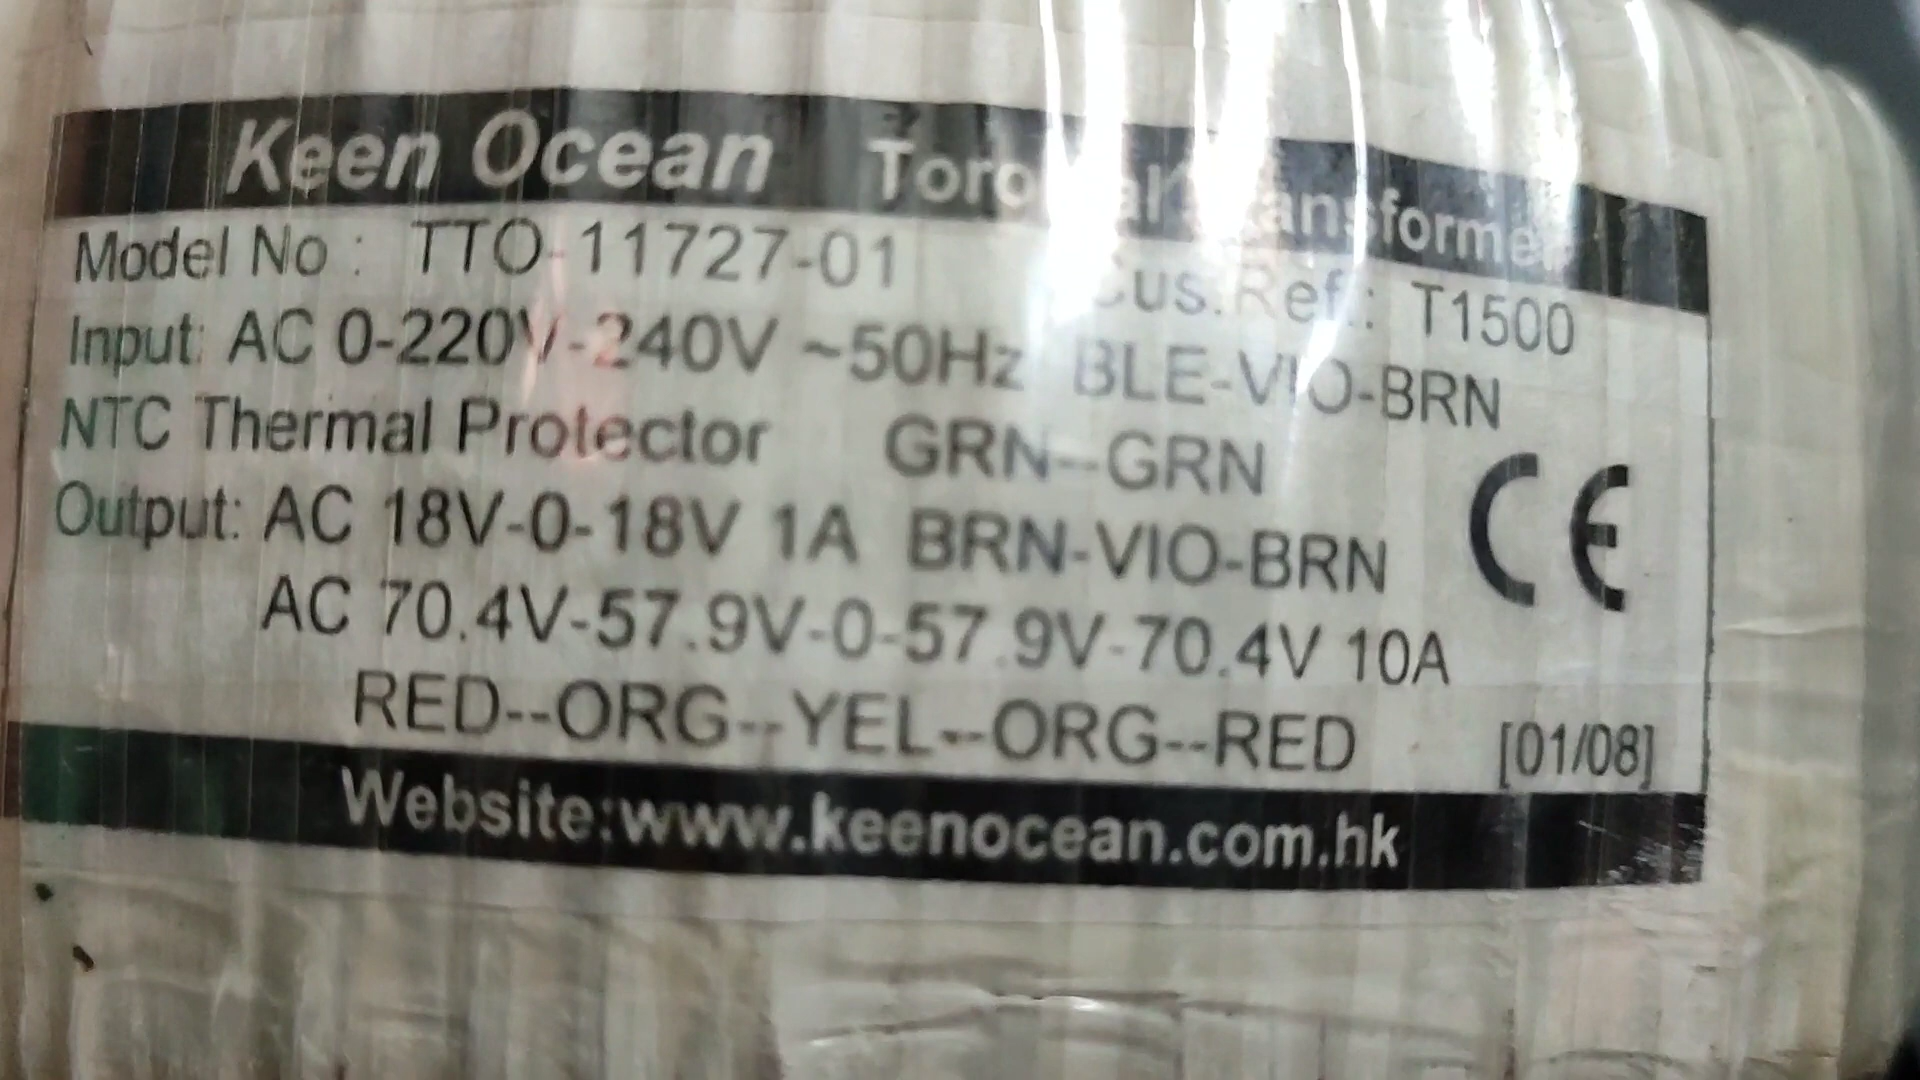 Keen Ocean Toroidal Transformer
Model No : TTO-11727-01 Cus.Ref.: T1500
Input: AC 0-220V-240V ~50Hz BLE-VIO-BRN
NTC Thermal Protector GRN--GRN
Output: AC 18V-0-18V 1A BRN-VIO-BRN CE
AC 70.4V-57.9V-0-57.9V-70.4V 10A
RED--ORG--YEL--ORG--RED [01/08]
Website:www.keenocean.com.hk